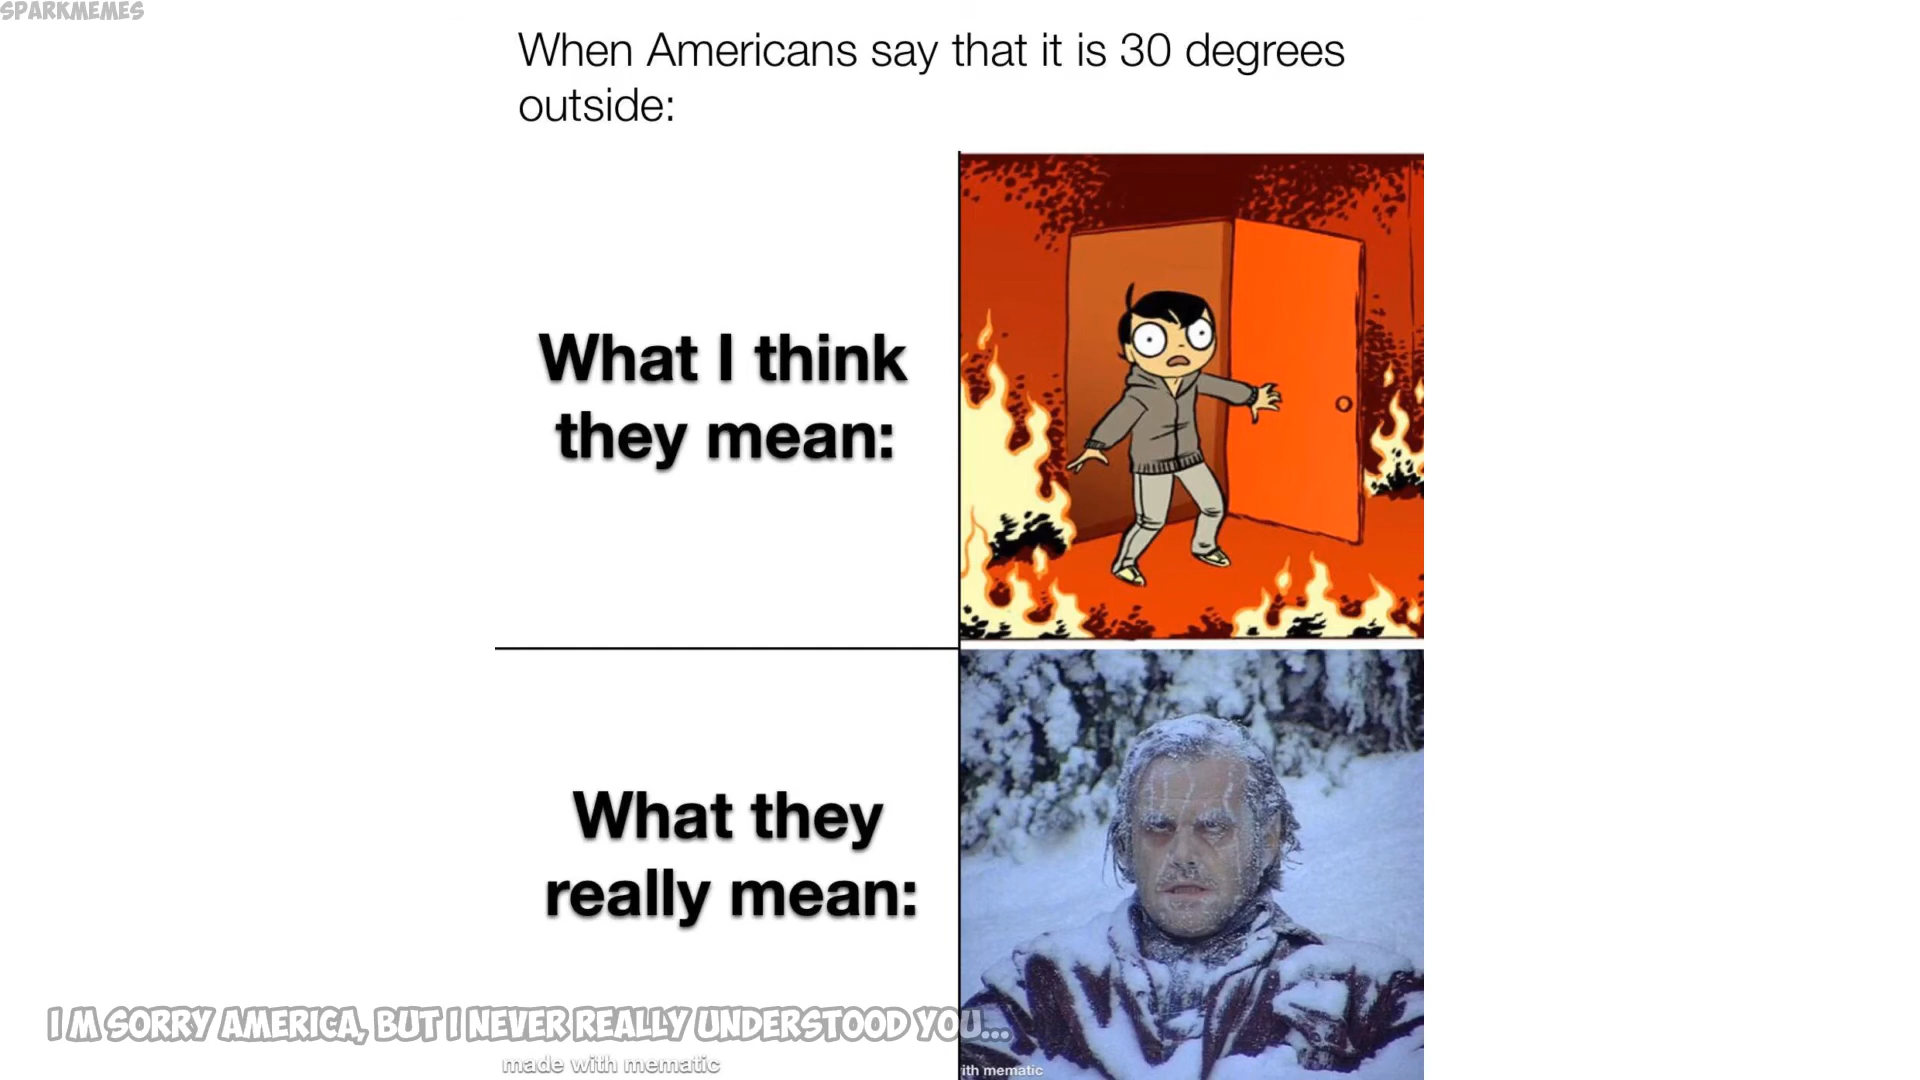 SPARKMEMES
When Americans say that it is 30 degrees
outside:
What I think
they mean:
What they
really mean:
I M SORRY AMERICA, BUT I NEVER REALLY UNDERSTOOD YOU...
made with mematic
ith mematic